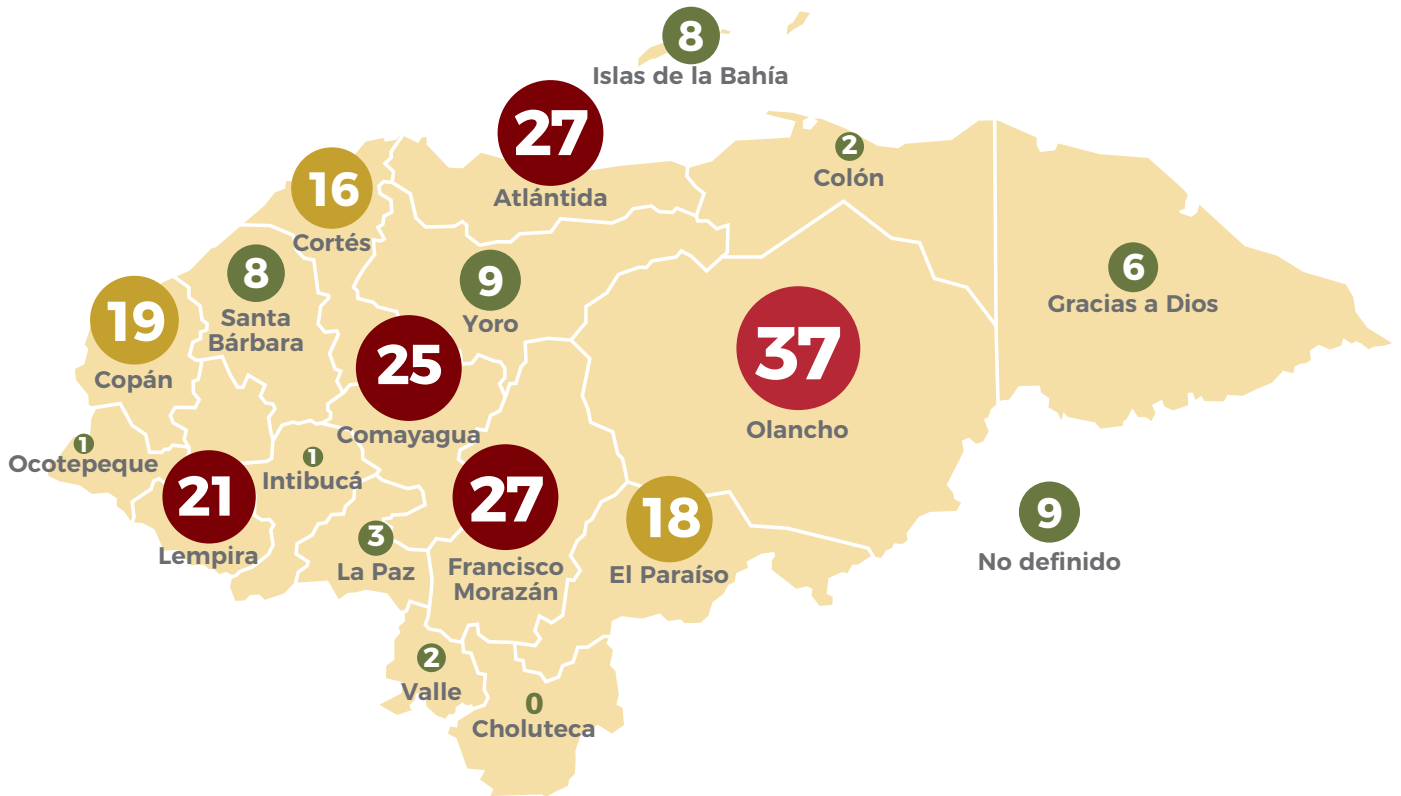 8
Islas de la Bahía
27
Atlántida
2
Colón
16
Cortés
6
Gracias a Dios
8
Santa
Bárbara
9
Yoro
19
Copán
25
Comayagua
37
Olancho
1
Ocotepeque
1
Intibucá
21
Lempira
27
Francisco
Morazán
18
El Paraíso
9
No definido
3
La Paz
2
Valle
0
Choluteca